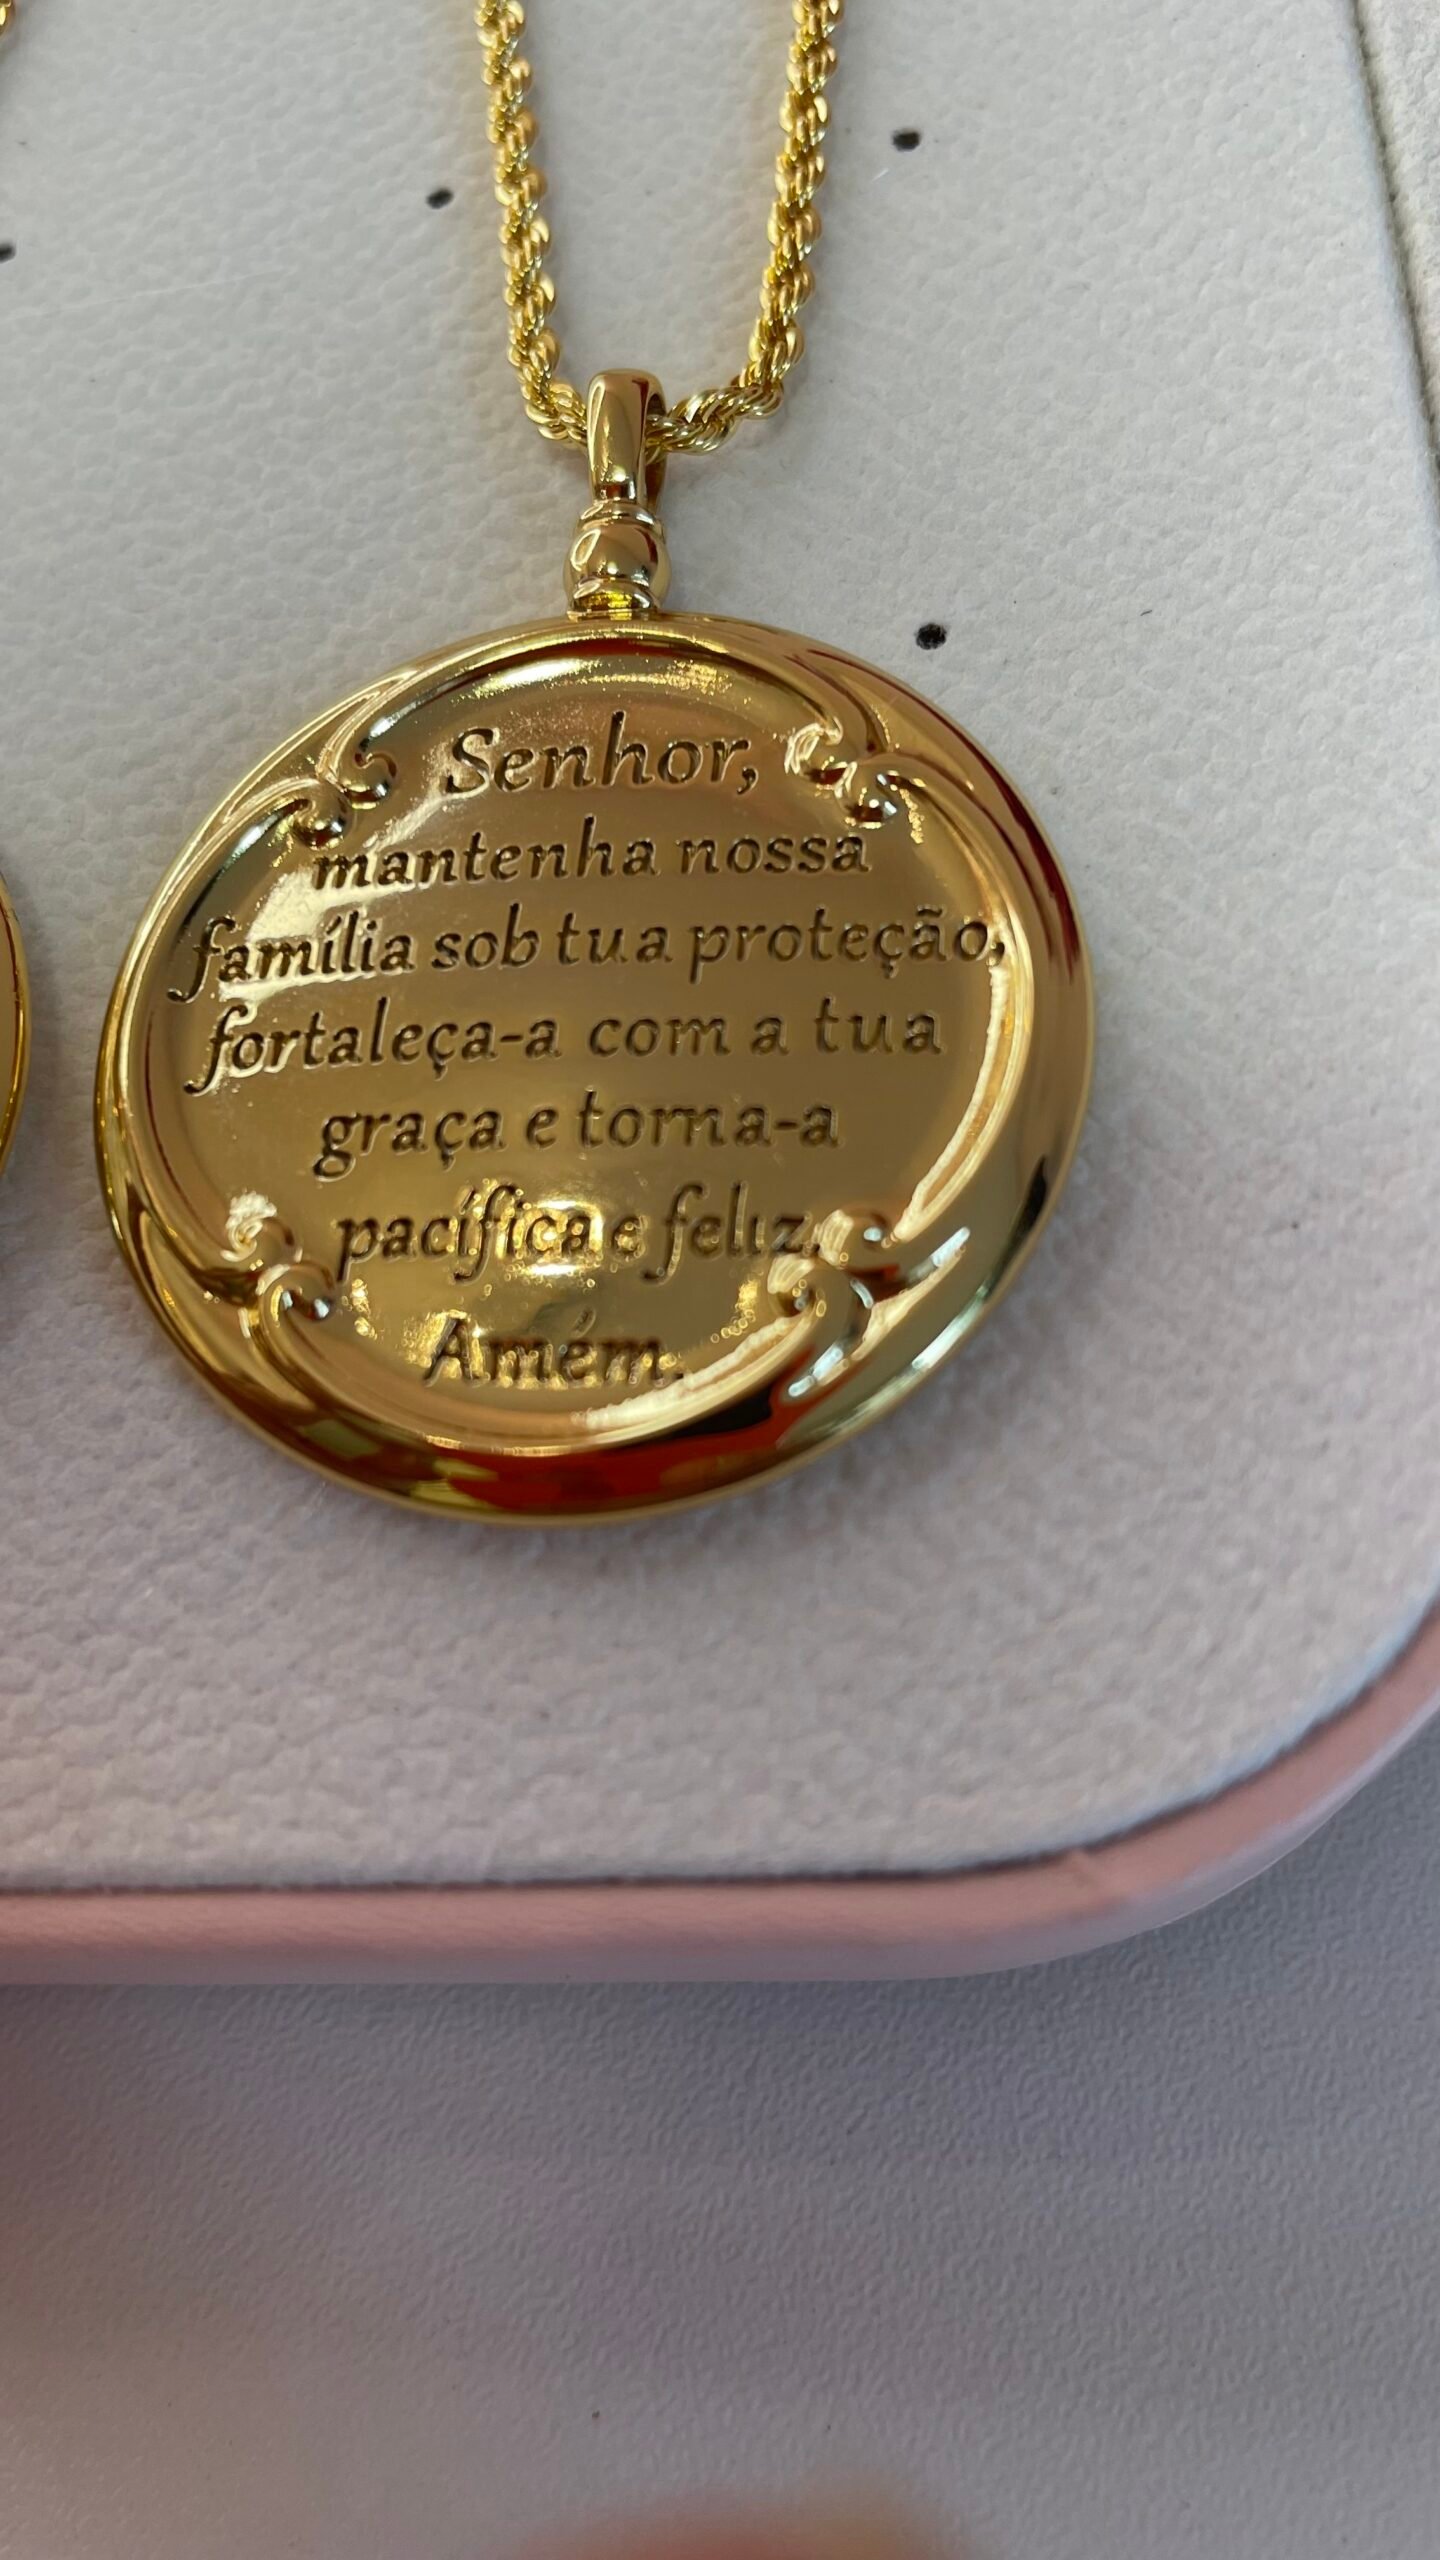 Senhor,
mantenha nossa
família sob tua proteção,
fortaleça-a com a tua
graça e torna-a
pacífica e feliz.
Amém.